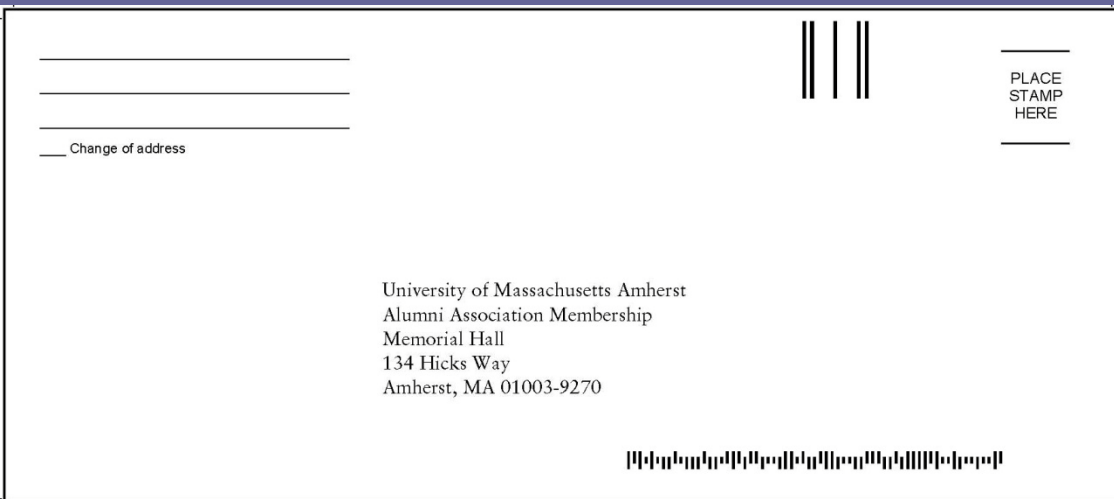 PLACE
STAMP
HERE
___ Change of address
University of Massachusetts Amherst
Alumni Association Membership
Memorial Hall
134 Hicks Way
Amherst, MA 01003-9270